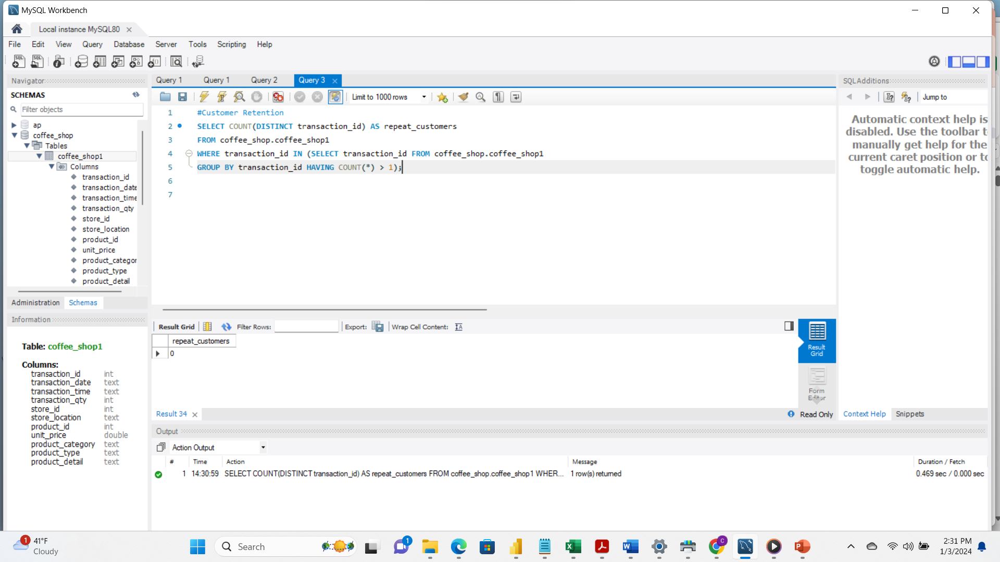 MySQL Workbench
Local instance MySQL80
File Edit View Query Database Server Tools Scripting Help
Navigator
SCHEMAS
Filter objects
ap
coffee_shop
Tables
coffee_shop1
Columns
transaction_id
transaction_date
transaction_time
transaction_qty
store_id
store_location
product_id
unit_price
product_categor
product_type
product_detail
Administration Schemas
Information
Table: coffee_shop1
Columns:
transaction_id int
transaction_date text
transaction_time text
transaction_qty int
store_id int
store_location text
product_id int
unit_price double
product_category text
product_type text
product_detail text
Query 1 Query 1 Query 2 Query 3
Limit to 1000 rows
1 #Customer Retention
2 SELECT COUNT(DISTINCT transaction_id) AS repeat_customers
3 FROM coffee_shop.coffee_shop1
4 WHERE transaction_id IN (SELECT transaction_id FROM coffee_shop.coffee_shop1
5 GROUP BY transaction_id HAVING COUNT(*) > 1);
6
7
Result Grid Filter Rows: Export: Wrap Cell Content:
repeat_customers
0
Result Grid
Form Editor
Result 34
Read Only
SQLAdditions
Jump to
Automatic context help is
disabled. Use the toolbar t
manually get help for the
current caret position or to
toggle automatic help.
Context Help Snippets
Output
Action Output
# Time Action Message Duration / Fetch
1 14:30:59 SELECT COUNT(DISTINCT transaction_id) AS repeat_customers FROM coffee_shop.coffee_shop1 WHER... 1 row(s) returned 0.469 sec / 0.000 sec
1
41°F
Cloudy
Search
1
C
2:31 PM
1/3/2024